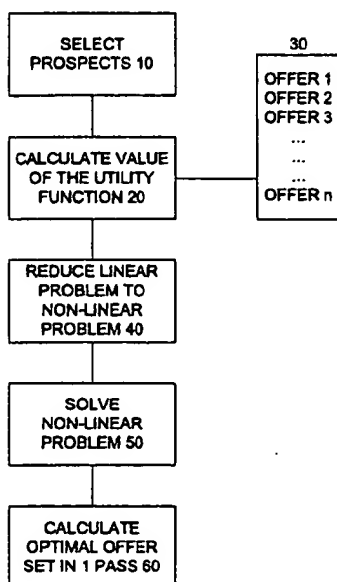 SELECT
PROSPECTS 10
30
OFFER 1
OFFER 2
OFFER 3
...
...
...
OFFER n
CALCULATE VALUE
OF THE UTILITY
FUNCTION 20
REDUCE LINEAR
PROBLEM TO
NON-LINEAR
PROBLEM 40
SOLVE
NON-LINEAR
PROBLEM 50
CALCULATE
OPTIMAL OFFER
SET IN 1 PASS 60